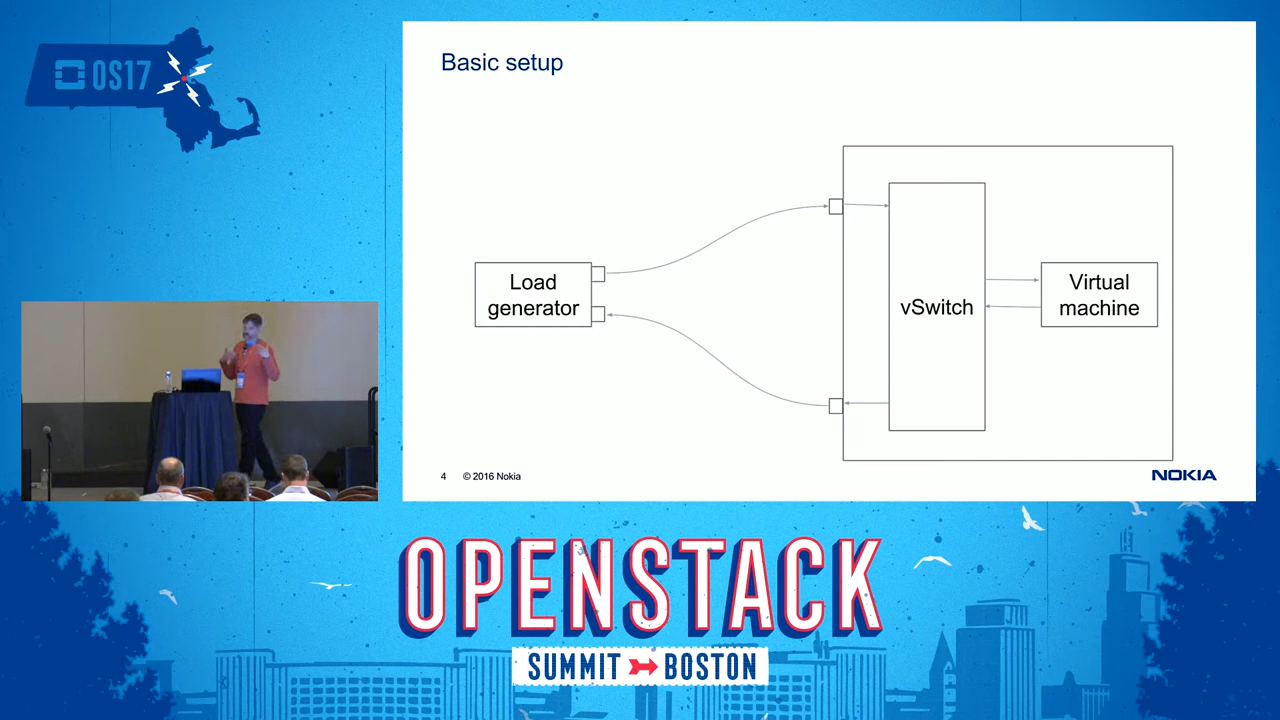 OS17
Basic setup
Load
generator
vSwitch
Virtual
machine
4 © 2016 Nokia
NOKIA
OPENSTACK
SUMMIT BOSTON